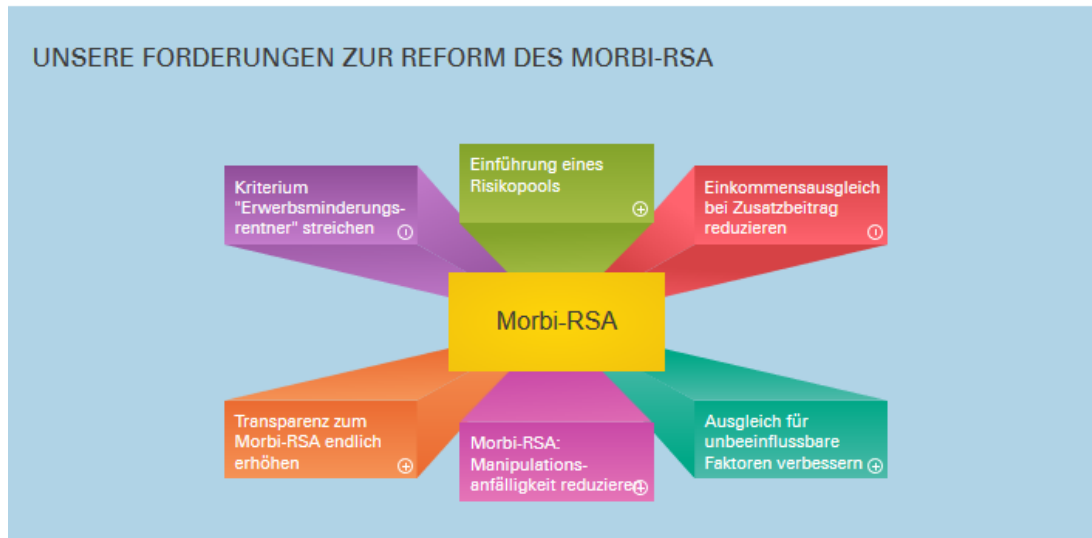 UNSERE FORDERUNGEN ZUR REFORM DES MORBI-RSA
Kriterium
"Erwerbsminderungs-
rentner" streichen
Einführung eines
Risikopools
Einkommensausgleich
bei Zusatzbeitrag
reduzieren
Morbi-RSA
Transparenz zum
Morbi-RSA endlich
erhöhen
Morbi-RSA:
Manipulations-
anfälligkeit reduzieren
Ausgleich für
unbeeinflussbare
Faktoren verbessern